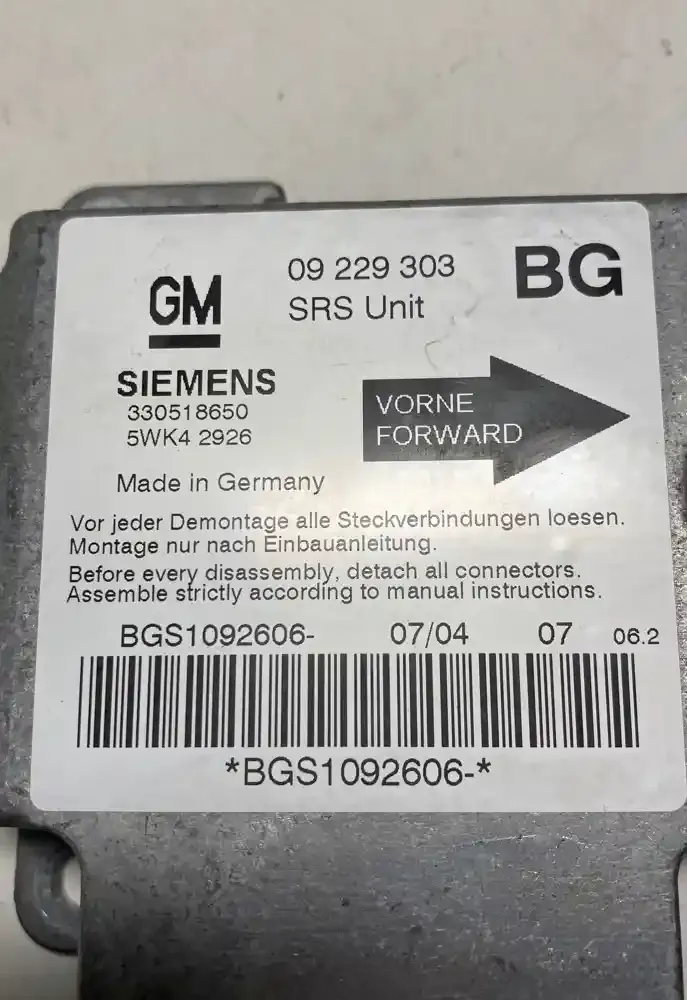 GM
09 229 303
SRS Unit
BG
SIEMENS
330518650
5WK4 2926
VORNE
FORWARD
Made in Germany
Vor jeder Demontage alle Steckverbindungen loesen.
Montage nur nach Einbauanleitung.
Before every disassembly, detach all connectors.
Assemble strictly according to manual instructions.
BGS1092606- 07/04 07 06.2
*BGS1092606-*